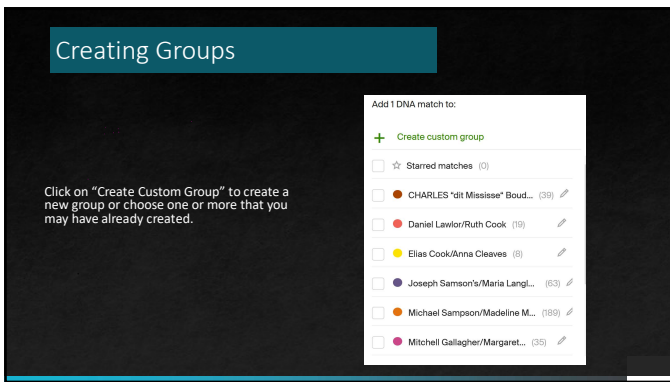 Creating Groups
Click on "Create Custom Group" to create a
new group or choose one or more that you
may have already created.
Add 1 DNA match to:
+ Create custom group
☆ Starred matches (0)
CHARLES "dit Mississe" Boud... (39)
Daniel Lawlor/Ruth Cook (19)
Elias Cook/Anna Cleaves (8)
Joseph Samson's/Maria Langl... (63)
Michael Sampson/Madeline M... (189)
Mitchell Gallagher/Margaret... (35)